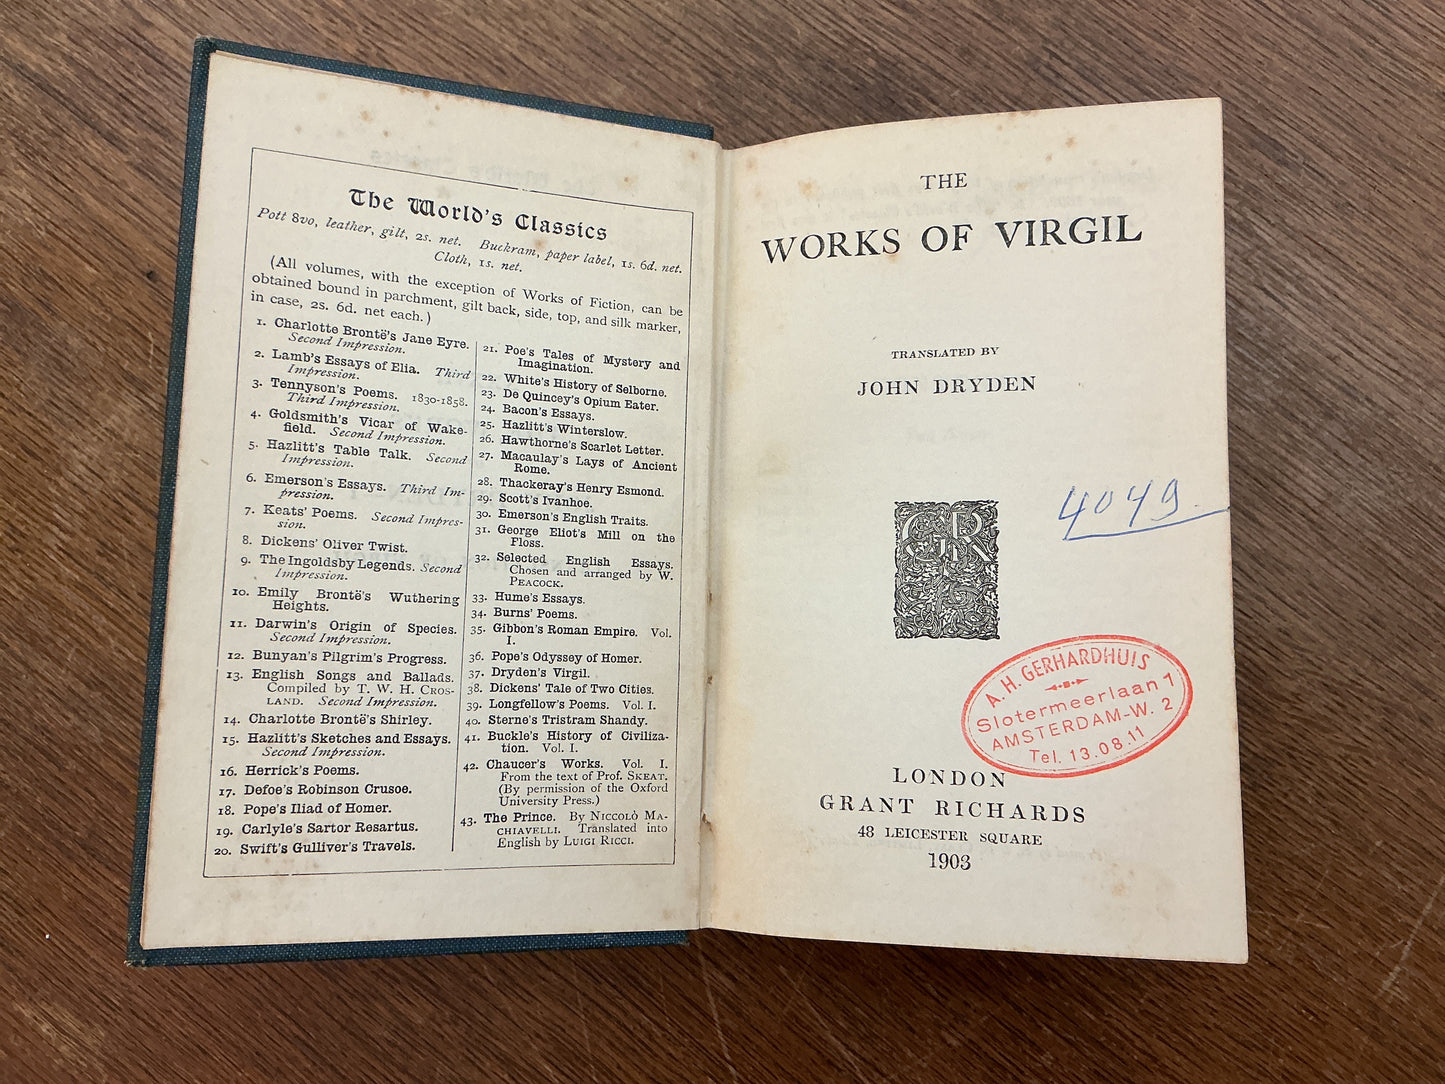 The World's Classics
Pott 8vo, leather, gilt, 2s. net. Buckram, paper label, 1s. 6d. net.
Cloth, 1s. net.
(All volumes, with the exception of Works of Fiction, can be
obtained bound in parchment, gilt back, side, top, and silk marker,
in case, 2s. 6d. net each.)
1. Charlotte Brontë's Jane Eyre.
Second Impression.
2. Lamb's Essays of Elia. Third
Impression.
3. Tennyson's Poems. 1830-1858.
Third Impression.
4. Goldsmith's Vicar of Wake-
field. Second Impression.
5. Hazlitt's Table Talk. Second
Impression.
6. Emerson's Essays. Third Im-
pression.
7. Keats' Poems. Second Impres-
sion.
8. Dickens' Oliver Twist.
9. The Ingoldsby Legends. Second
Impression.
10. Emily Brontë's Wuthering
Heights.
11. Darwin's Origin of Species.
Second Impression.
12. Bunyan's Pilgrim's Progress.
13. English Songs and Ballads.
Compiled by T. W. H. CROS-
LAND. Second Impression.
14. Charlotte Brontë's Shirley.
15. Hazlitt's Sketches and Essays.
Second Impression.
16. Herrick's Poems.
17. Defoe's Robinson Crusoe.
18. Pope's Iliad of Homer.
19. Carlyle's Sartor Resartus.
20. Swift's Gulliver's Travels.
21. Poe's Tales of Mystery and
Imagination.
22. White's History of Selborne.
23. De Quincey's Opium Eater.
24. Bacon's Essays.
25. Hazlitt's Winterslow.
26. Hawthorne's Scarlet Letter.
27. Macaulay's Lays of Ancient
Rome.
28. Thackeray's Henry Esmond.
29. Scott's Ivanhoe.
30. Emerson's English Traits.
31. George Eliot's Mill on the
Floss.
32. Selected English Essays.
Chosen and arranged by W.
PEACOCK.
33. Hume's Essays.
34. Burns' Poems.
35. Gibbon's Roman Empire. Vol.
I.
36. Pope's Odyssey of Homer.
37. Dryden's Virgil.
38. Dickens' Tale of Two Cities.
39. Longfellow's Poems. Vol. I.
40. Sterne's Tristram Shandy.
41. Buckle's History of Civiliza-
tion. Vol. I.
42. Chaucer's Works. Vol. I.
From the text of Prof. SKEAT.
(By permission of the Oxford
University Press.)
43. The Prince. By NICCOLÒ MA-
CHIAVELLI. Translated into
English by LUIGI RICCI.
THE
WORKS OF VIRGIL
TRANSLATED BY
JOHN DRYDEN
4049
GR
A. H. GERHARDHUIS
Slotermeerlaan 1
AMSTERDAM-W. 2
Tel. 13.08.11
LONDON
GRANT RICHARDS
48 LEICESTER SQUARE
1903